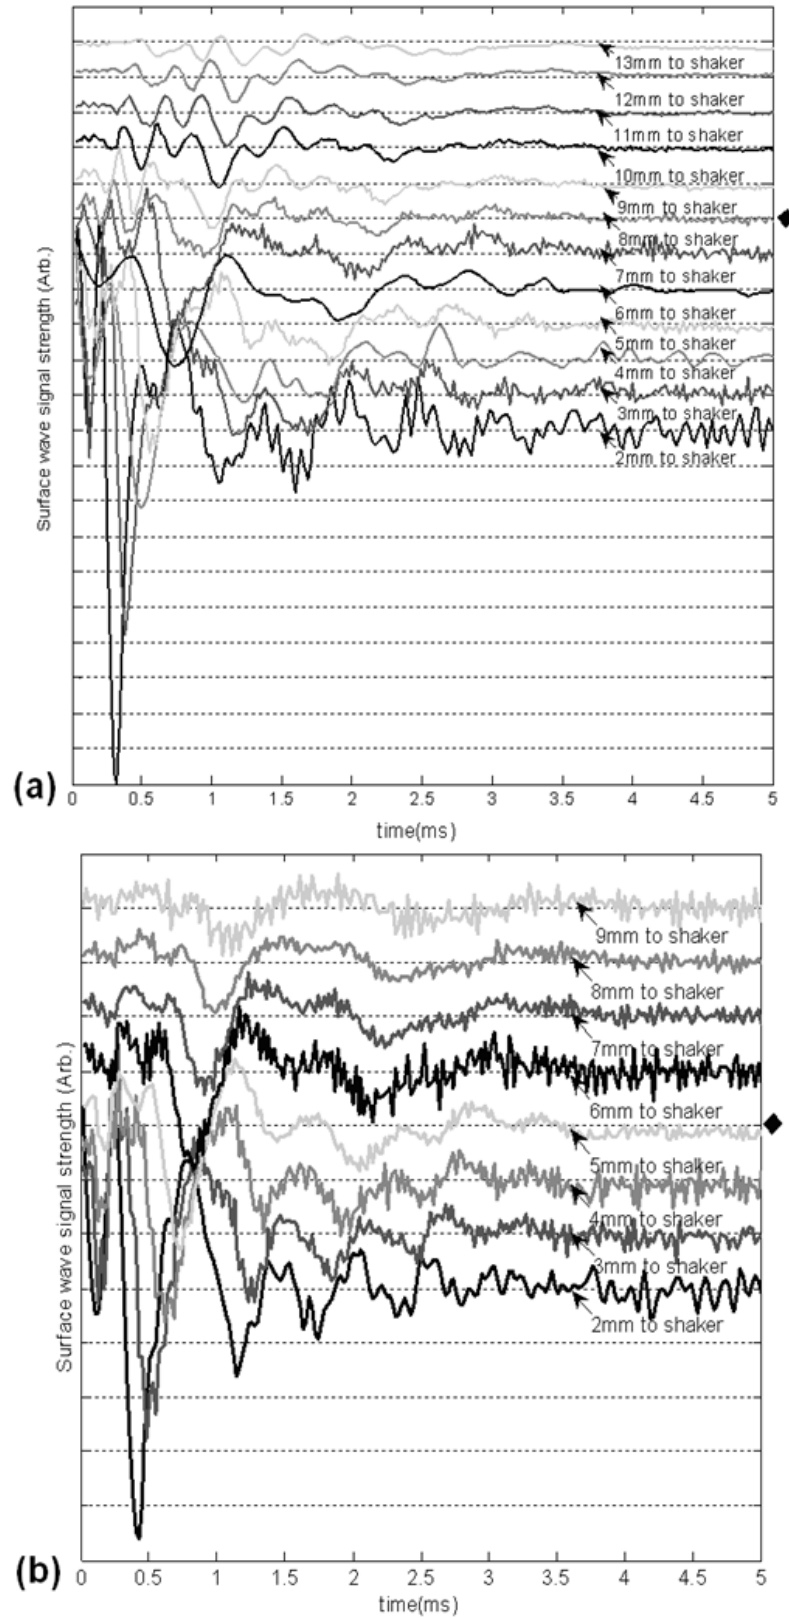 Surface wave signal strength (Arb.)
13mm to shaker
12mm to shaker
11mm to shaker
10mm to shaker
9mm to shaker
8mm to shaker
7mm to shaker
6mm to shaker
5mm to shaker
4mm to shaker
3mm to shaker
2mm to shaker
(a)
0 0.5 1 1.5 2 2.5 3 3.5 4 4.5 5
time(ms)
Surface wave signal strength (Arb.)
9mm to shaker
8mm to shaker
7mm to shaker
6mm to shaker
5mm to shaker
4mm to shaker
3mm to shaker
2mm to shaker
(b)
0 0.5 1 1.5 2 2.5 3 3.5 4 4.5 5
time(ms)